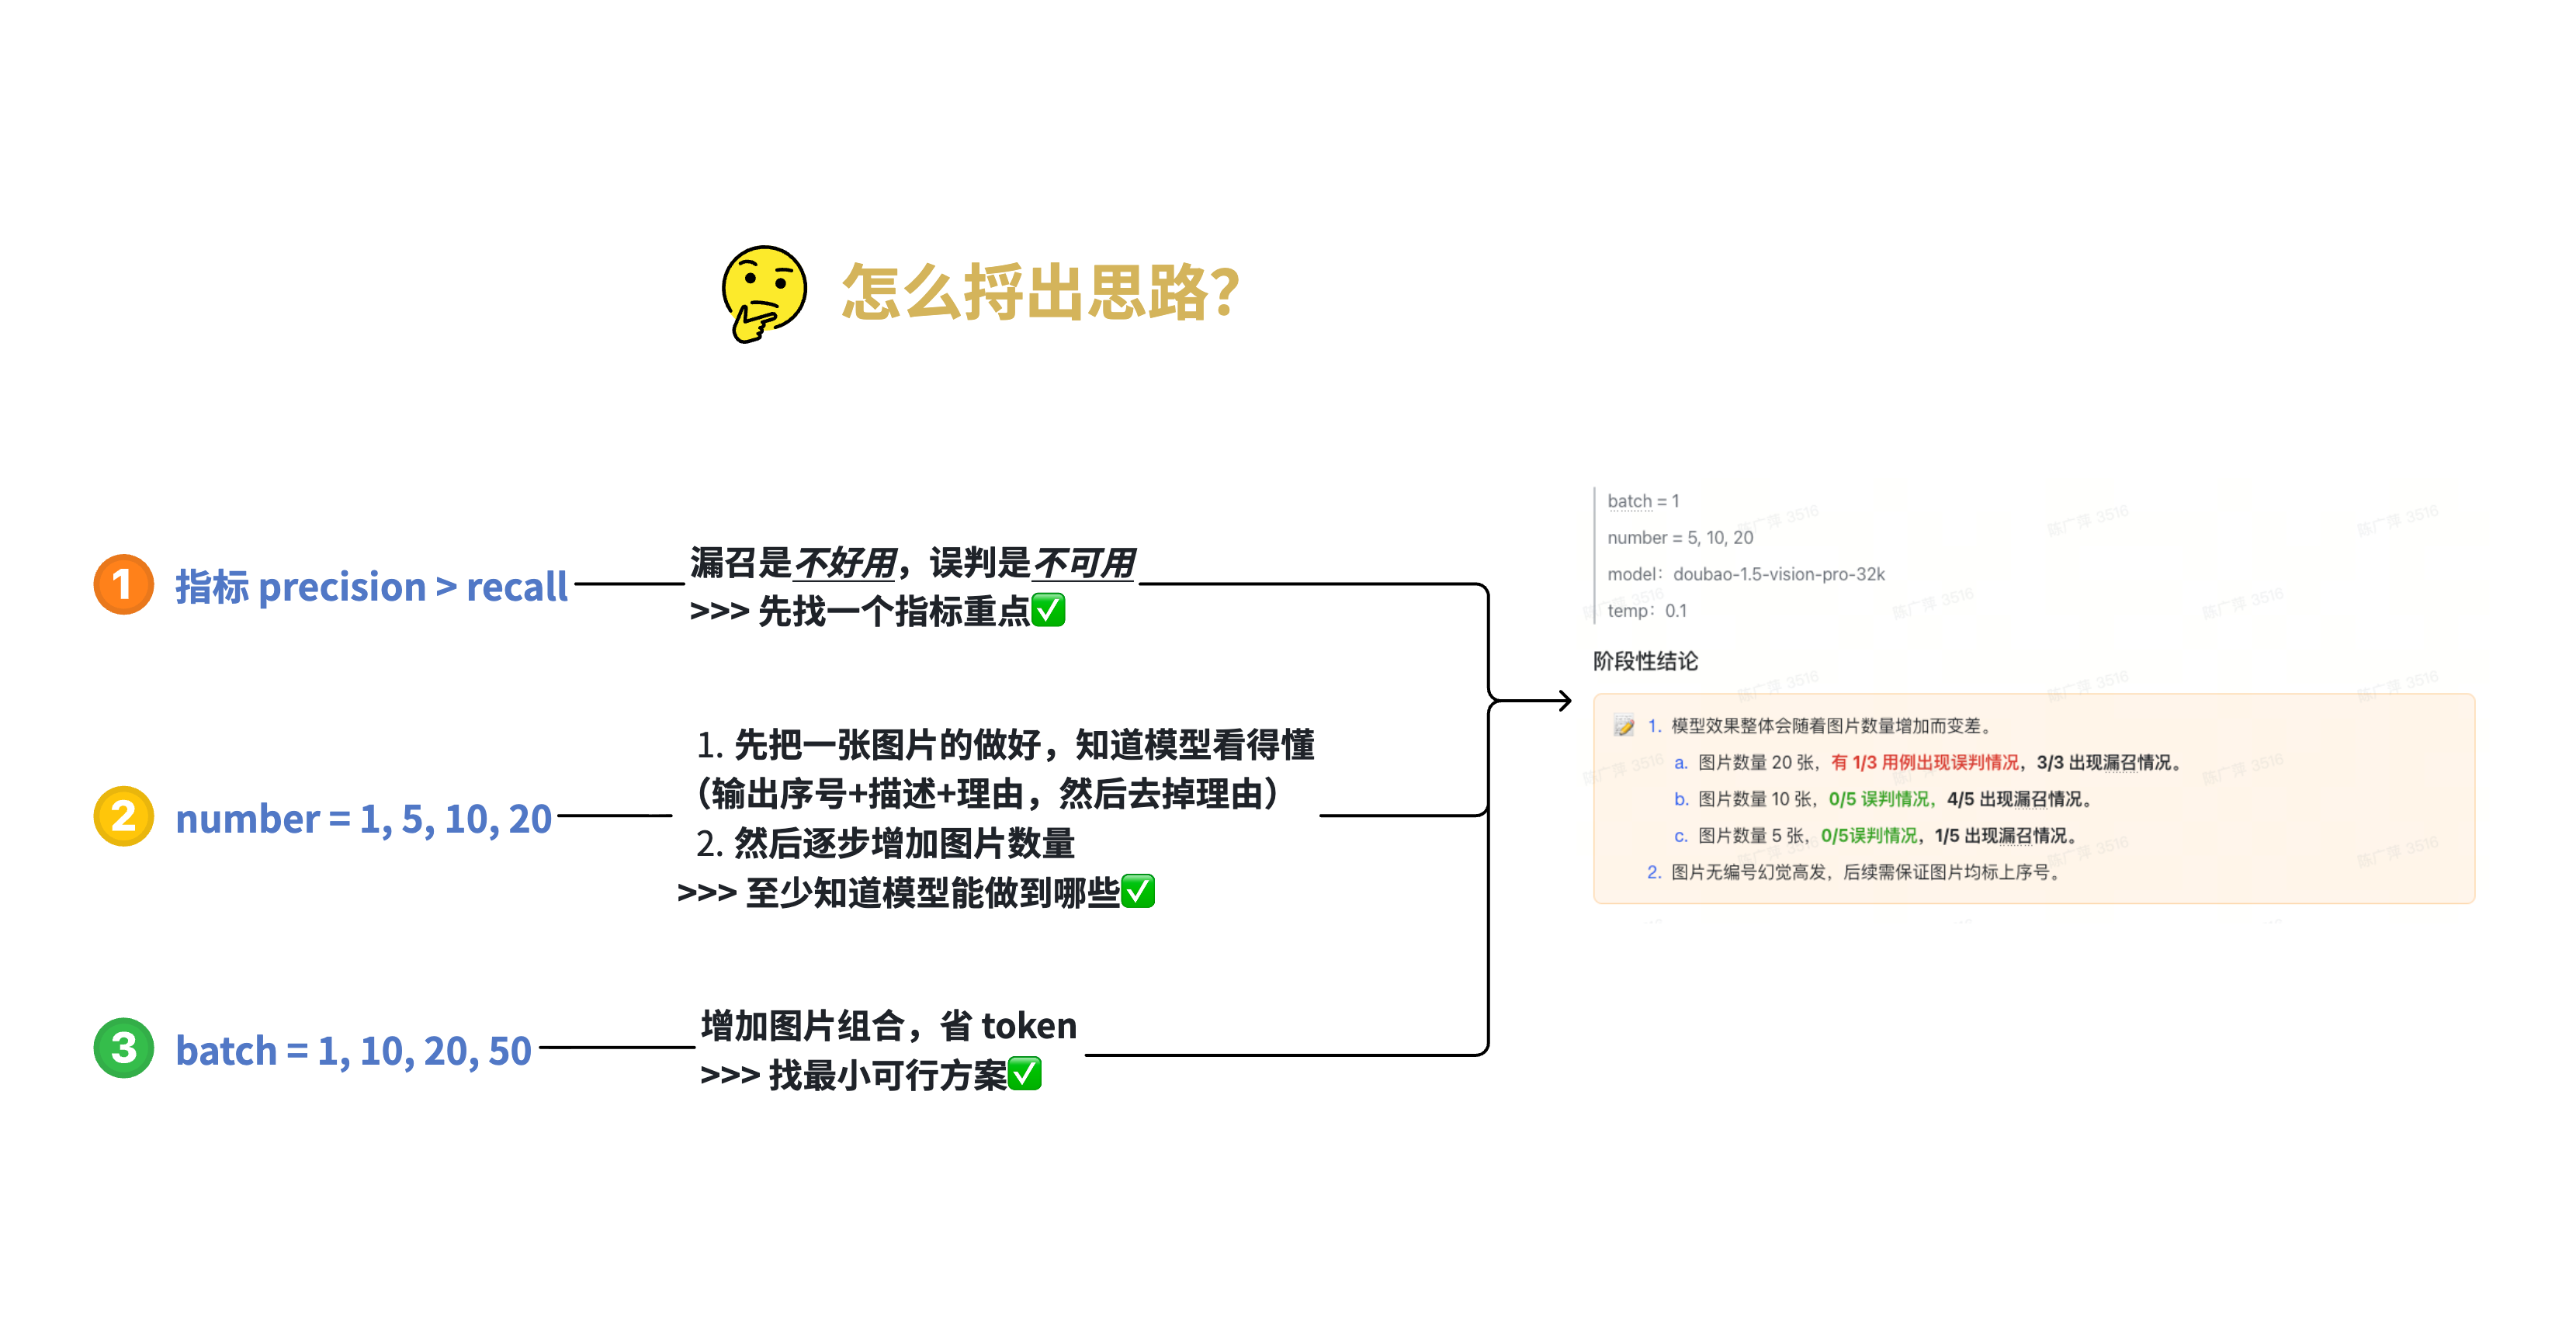 🤔 怎么捋出思路?
1 指标 precision > recall
漏召是不好用，误判是不可用
>>> 先找一个指标重点✅
2 number = 1, 5, 10, 20
1. 先把一张图片的做好，知道模型看得懂
（输出序号+描述+理由，然后去掉理由）
2. 然后逐步增加图片数量
>>> 至少知道模型能做到哪些✅
3 batch = 1, 10, 20, 50
增加图片组合，省 token
>>> 找最小可行方案✅
batch = 1
number = 5, 10, 20
model：doubao-1.5-vision-pro-32k
temp：0.1
阶段性结论
📝 1. 模型效果整体会随着图片数量增加而变差。
a. 图片数量 20 张，有 1/3 用例出现误判情况，3/3 出现漏召情况。
b. 图片数量 10 张，0/5 误判情况，4/5 出现漏召情况。
c. 图片数量 5 张，0/5误判情况，1/5 出现漏召情况。
2. 图片无编号幻觉高发，后续需保证图片均标上序号。
陈广萍 3516